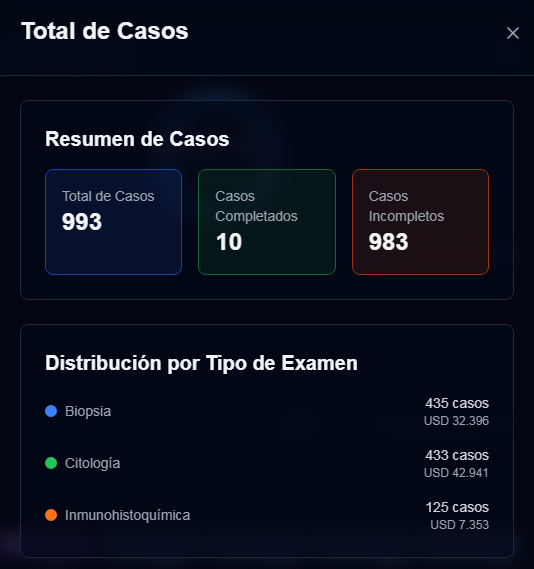 Total de Casos
Resumen de Casos
Total de Casos
993
Casos
Completados
10
Casos
Incompletos
983
Distribución por Tipo de Examen
Biopsia
435 casos
USD 32.396
Citología
433 casos
USD 42.941
Inmunohistoquímica
125 casos
USD 7.353